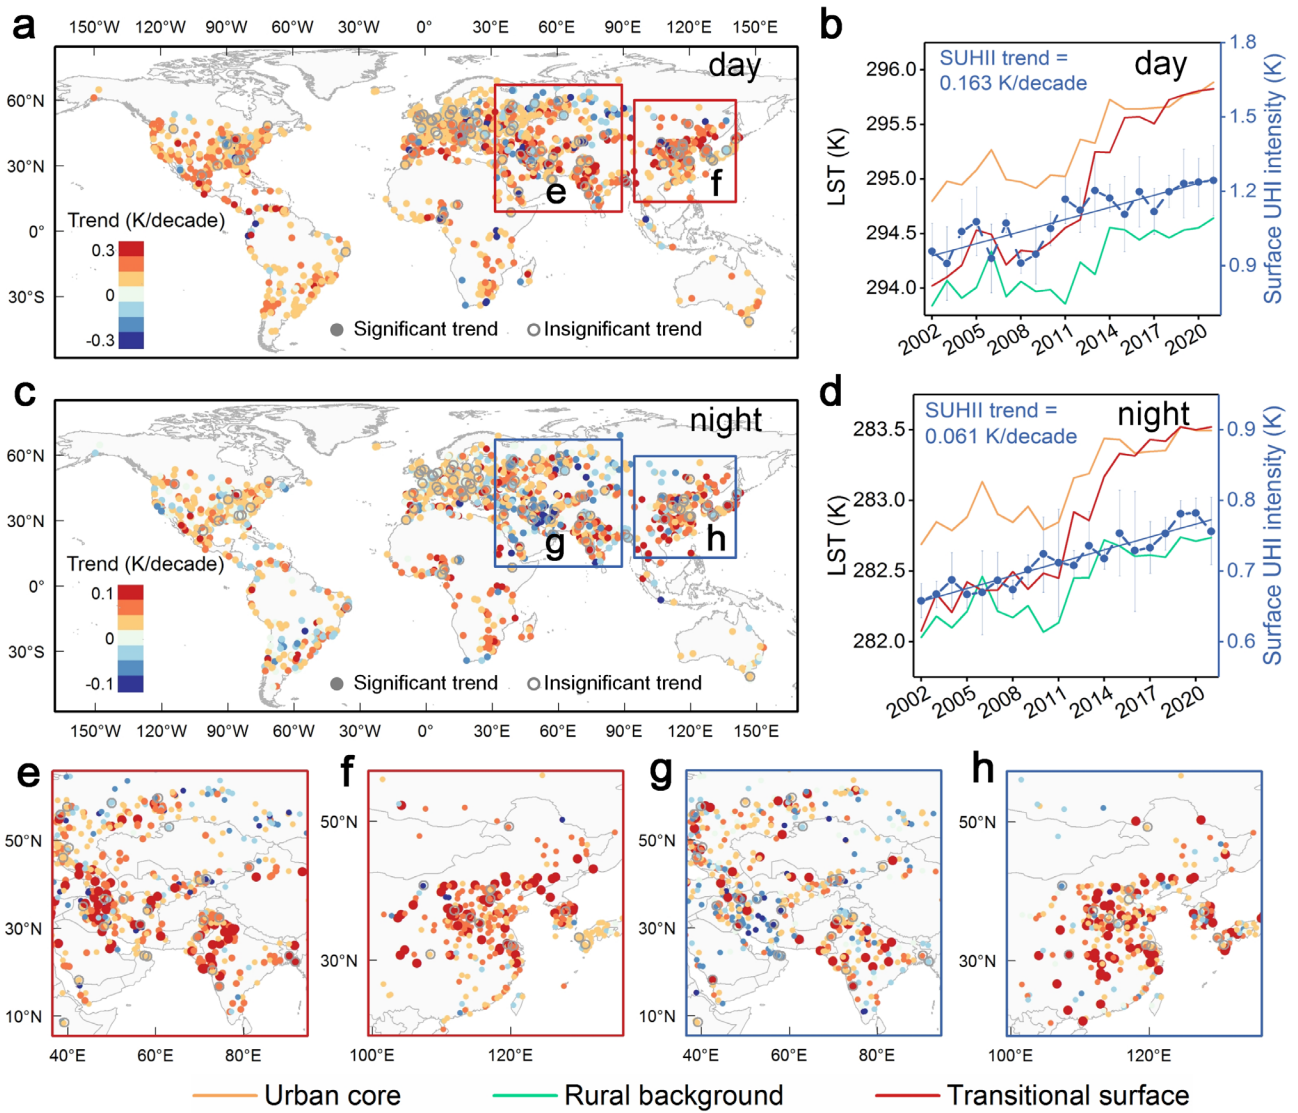 a
150°W 120°W 90°W 60°W 30°W 0° 30°E 60°E 90°E 120°E 150°E
60°N
30°N
0°
30°S
day
e
f
Trend (K/decade)
0.3
0
-0.3
Significant trend
Insignificant trend
b
SUHII trend =
0.163 K/decade
day
LST (K)
296.0
295.5
295.0
294.5
294.0
1.8
1.5
1.2
0.9
Surface UHI intensity (K)
2002 2005 2008 2011 2014 2017 2020
c
60°N
30°N
0°
30°S
night
g
h
Trend (K/decade)
0.1
0
-0.1
Significant trend
Insignificant trend
150°W 120°W 90°W 60°W 30°W 0° 30°E 60°E 90°E 120°E 150°E
d
SUHII trend =
0.061 K/decade
night
LST (K)
283.5
283.0
282.5
282.0
0.9
0.8
0.7
0.6
Surface UHI intensity (K)
2002 2005 2008 2011 2014 2017 2020
e
50°N
30°N
10°N
40°E 60°E 80°E
f
50°N
30°N
100°E 120°E
g
50°N
30°N
10°N
40°E 60°E 80°E
h
50°N
30°N
100°E 120°E
Urban core
Rural background
Transitional surface